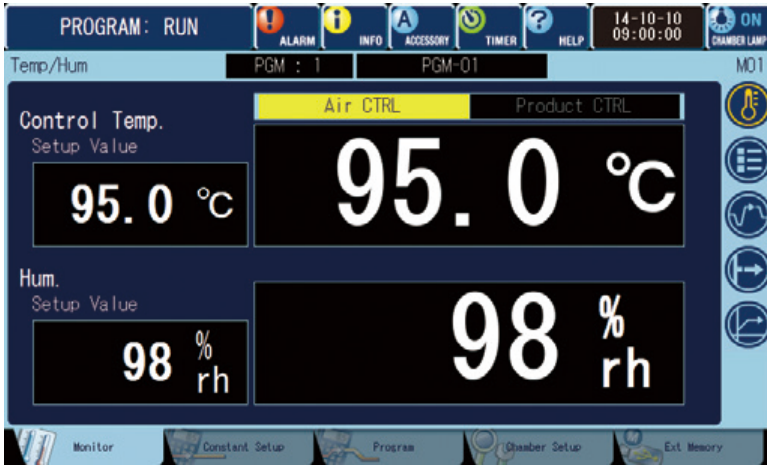 PROGRAM: RUN
ALARM
INFO
ACCESSORY
TIMER
HELP
14-10-10
09:00:00
ON
CHAMBER LAMP
Temp/Hum
PGM : 1
PGM-01
MO1
Air CTRL
Product CTRL
Control Temp.
Setup Value
95.0 ℃
95.0 ℃
Hum.
Setup Value
98 %rh
98 %rh
Monitor
Constant Setup
Program
Chamber Setup
Ext Memory